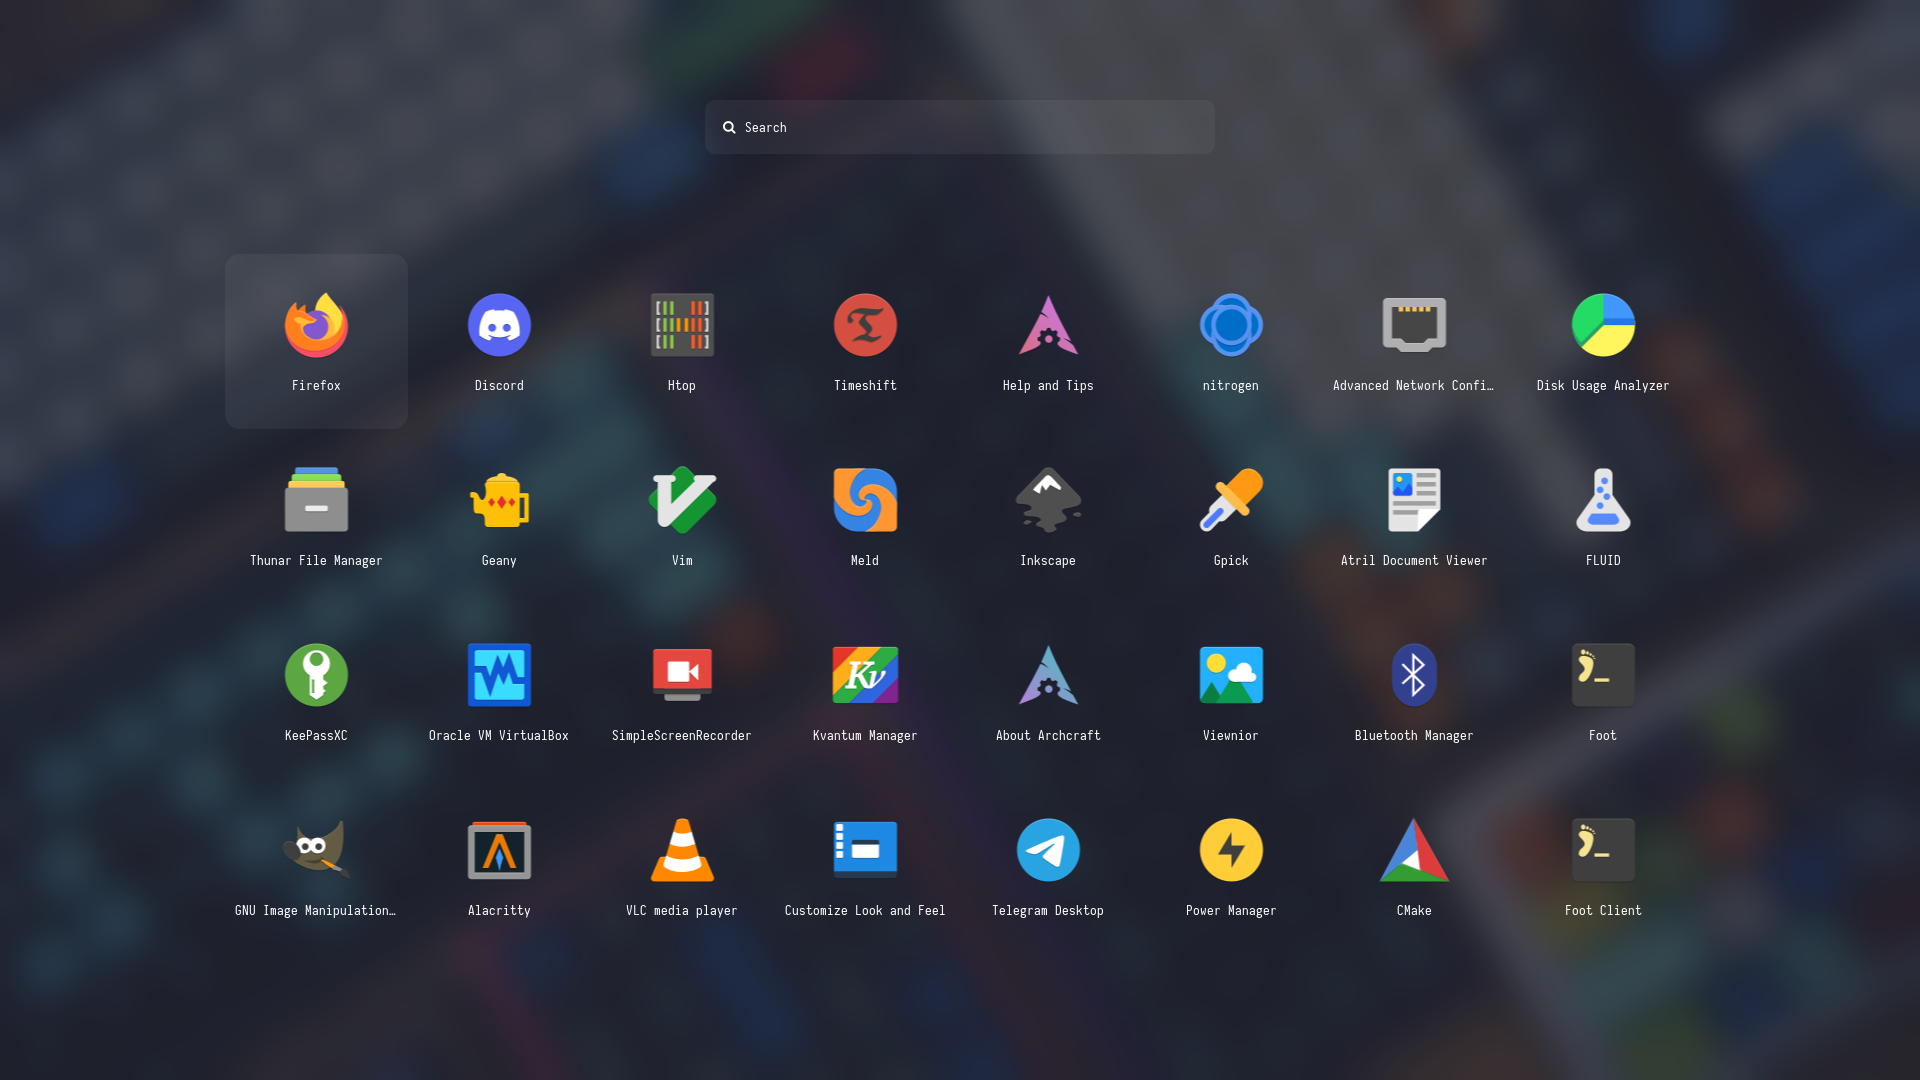 Search
Firefox
Discord
Htop
Timeshift
Help and Tips
nitrogen
Advanced Network Confi…
Disk Usage Analyzer
Thunar File Manager
Geany
Vim
Meld
Inkscape
Gpick
Atril Document Viewer
FLUID
KeePassXC
Oracle VM VirtualBox
SimpleScreenRecorder
Kv
Kvantum Manager
About Archcraft
Viewnior
Bluetooth Manager
Foot
GNU Image Manipulation…
Alacritty
VLC media player
Customize Look and Feel
Telegram Desktop
Power Manager
CMake
Foot Client